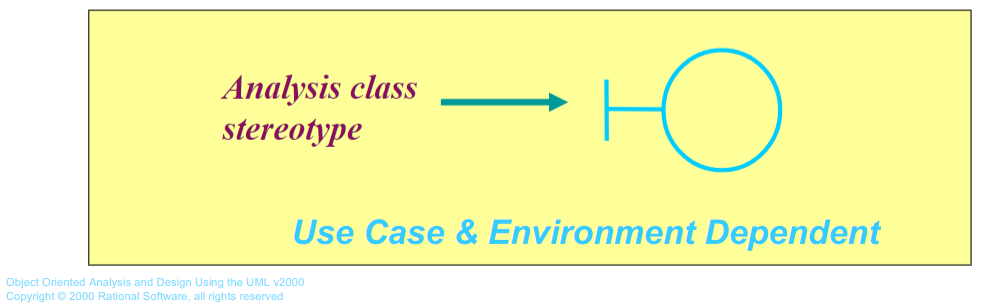 Analysis class
stereotype
Use Case & Environment Dependent
Object Oriented Analysis and Design Using the UML v2000
Copyright © 2000 Rational Software, all rights reserved